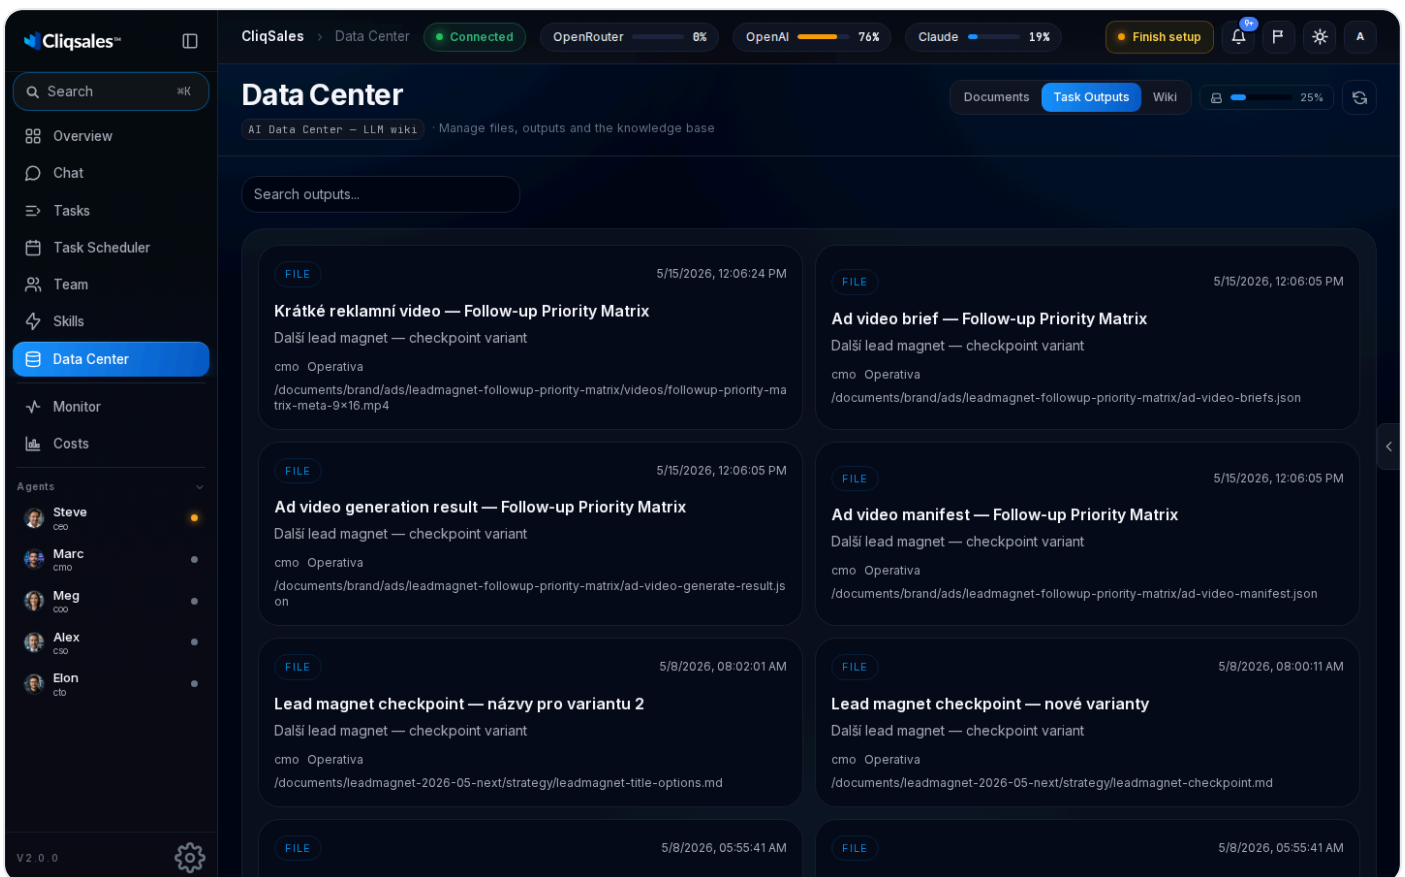 Cliqsales™
CliqSales › Data Center
Connected
OpenRouter 0%
OpenAI 76%
Claude 19%
Finish setup
9+
A
Search ⌘K
Overview
Chat
Tasks
Task Scheduler
Team
Skills
Data Center
Monitor
Costs
Agents
Steve
ceo
Marc
cmo
Meg
coo
Alex
cso
Elon
cto
V2.0.0
Data Center
AI Data Center — LLM wiki · Manage files, outputs and the knowledge base
Documents Task Outputs Wiki
25%
Search outputs...
FILE 5/15/2026, 12:06:24 PM
Krátké reklamní video — Follow-up Priority Matrix
Další lead magnet — checkpoint variant
cmo Operativa
/documents/brand/ads/leadmagnet-followup-priority-matrix/videos/followup-priority-ma
trix-meta-9x16.mp4
FILE 5/15/2026, 12:06:05 PM
Ad video brief — Follow-up Priority Matrix
Další lead magnet — checkpoint variant
cmo Operativa
/documents/brand/ads/leadmagnet-followup-priority-matrix/ad-video-briefs.json
FILE 5/15/2026, 12:06:05 PM
Ad video generation result — Follow-up Priority Matrix
Další lead magnet — checkpoint variant
cmo Operativa
/documents/brand/ads/leadmagnet-followup-priority-matrix/ad-video-generate-result.js
on
FILE 5/15/2026, 12:06:05 PM
Ad video manifest — Follow-up Priority Matrix
Další lead magnet — checkpoint variant
cmo Operativa
/documents/brand/ads/leadmagnet-followup-priority-matrix/ad-video-manifest.json
FILE 5/8/2026, 08:02:01 AM
Lead magnet checkpoint — názvy pro variantu 2
Další lead magnet — checkpoint variant
cmo Operativa
/documents/leadmagnet-2026-05-next/strategy/leadmagnet-title-options.md
FILE 5/8/2026, 08:00:11 AM
Lead magnet checkpoint — nové varianty
Další lead magnet — checkpoint variant
cmo Operativa
/documents/leadmagnet-2026-05-next/strategy/leadmagnet-checkpoint.md
FILE 5/8/2026, 05:55:41 AM
FILE 5/8/2026, 05:55:41 AM